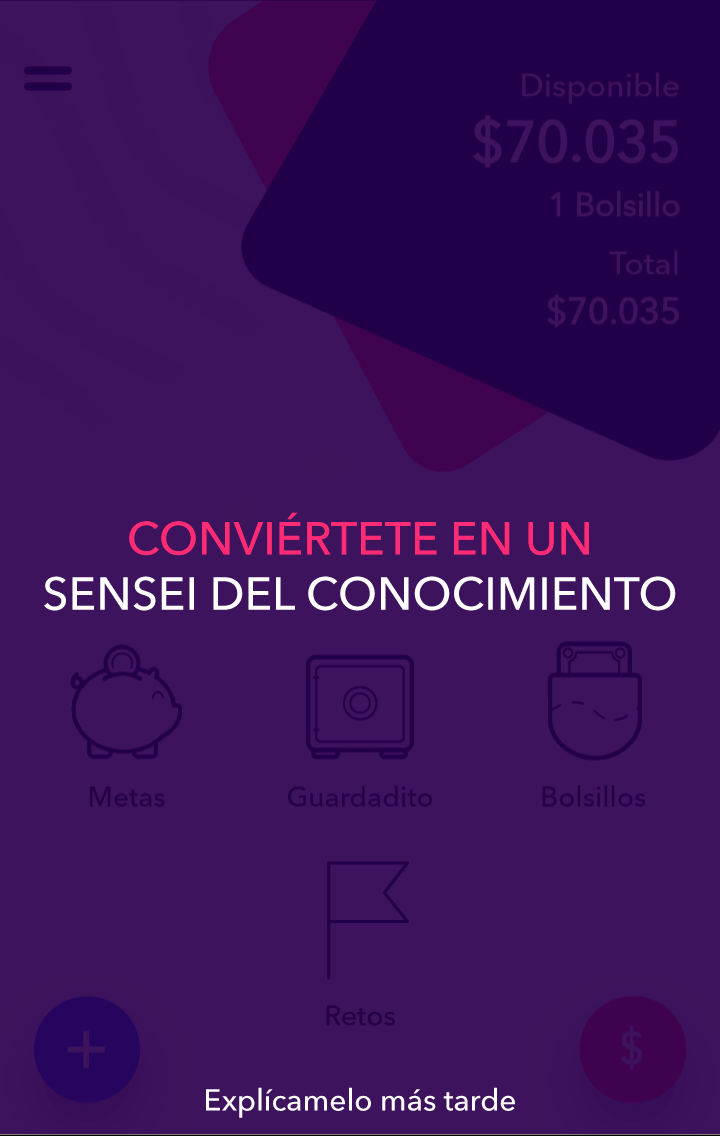 Disponible
$70.035
1 Bolsillo
Total
$70.035
CONVIÉRTETE EN UN
SENSEI DEL CONOCIMIENTO
Metas
Guardadito
Bolsillos
Retos
$
Explícamelo más tarde